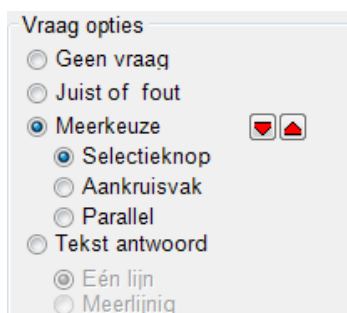 Vraag opties
Geen vraag
Juist of fout
Meerkeuze
Selectieknop
Aankruisvak
Parallel
Tekst antwoord
Eén lijn
Meerlijnig